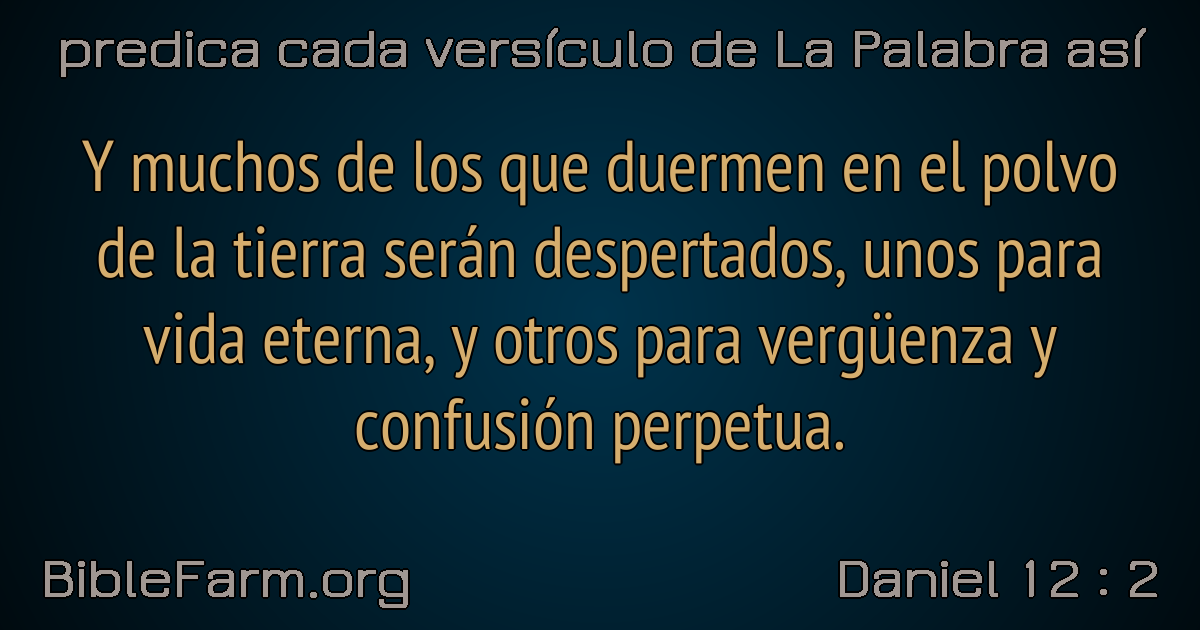 predica cada versículo de La Palabra así
Y muchos de los que duermen en el polvo
de la tierra serán despertados, unos para
vida eterna, y otros para vergüenza y
confusión perpetua.
BibleFarm.org
Daniel 12 : 2